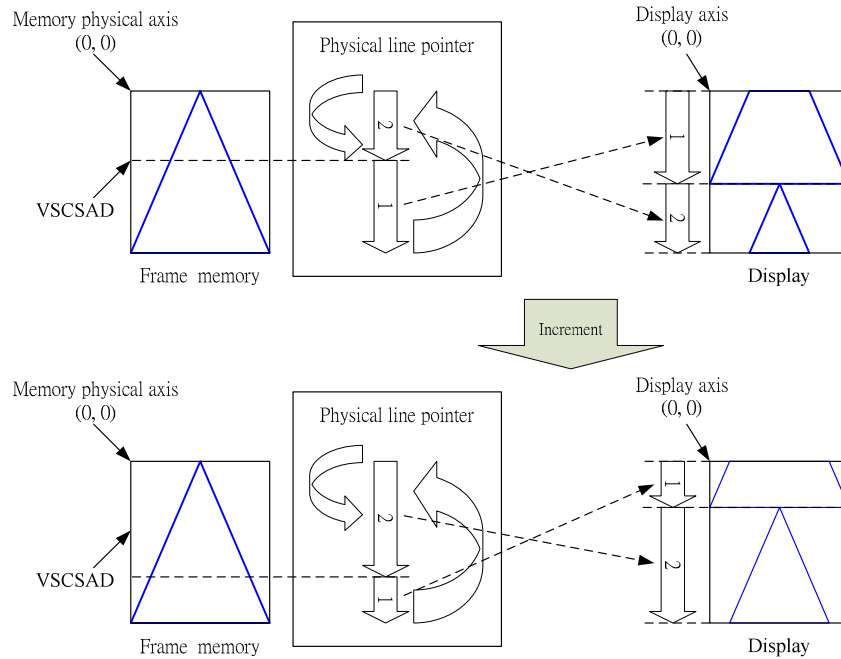 Memory physical axis
(0, 0)
Physical line pointer
Display axis
(0, 0)
2
1
1
2
VSCSAD
Frame memory
Display
Increment
Memory physical axis
(0, 0)
Physical line pointer
Display axis
(0, 0)
2
1
1
2
VSCSAD
Frame memory
Display